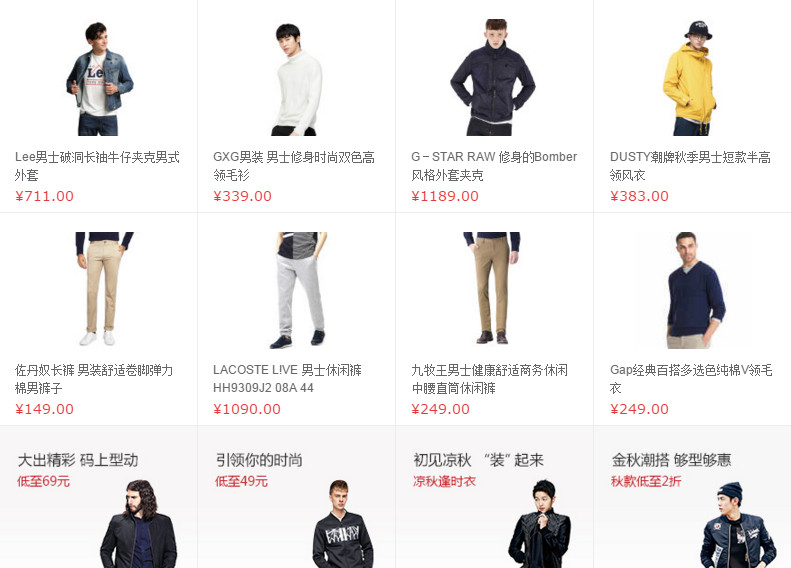 Lee
Lee男士破洞长袖牛仔夹克男式
外套
¥711.00
GXG男装 男士修身时尚双色高
领毛衫
¥339.00
G－STAR RAW 修身的Bomber
风格外套夹克
¥1189.00
DUSTY潮牌秋季男士短款半高
领风衣
¥383.00
佐丹奴长裤 男装舒适卷脚弹力
棉男裤子
¥149.00
LACOSTE L!VE 男士休闲裤
HH9309J2 08A 44
¥1090.00
九牧王男士健康舒适商务休闲
中腰直筒休闲裤
¥249.00
Gap经典百搭多选色纯棉V领毛
衣
¥249.00
大出精彩 码上型动
低至69元
引领你的时尚
低至49元
初见凉秋 “装”起来
凉秋逢时衣
金秋潮搭 够型够惠
秋款低至2折